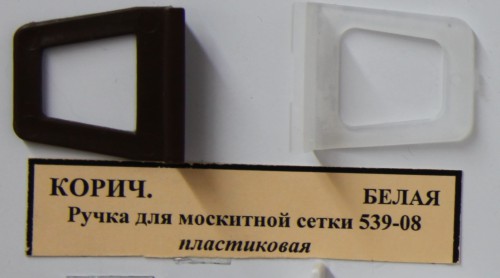 КОРИЧ. БЕЛАЯ
Ручка для москитной сетки 539-08
пластиковая